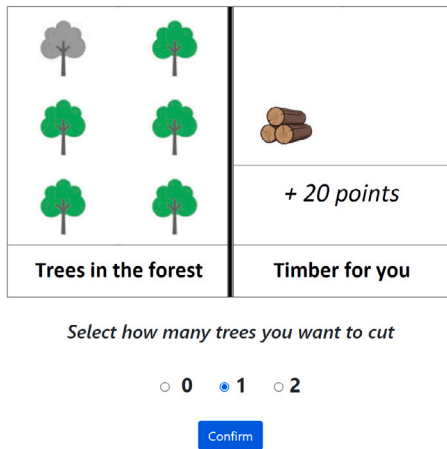 + 20 points
Trees in the forest
Timber for you
Select how many trees you want to cut
0 1 2
Confirm